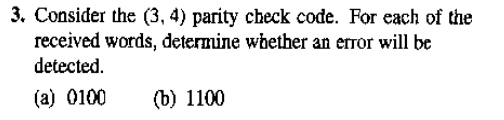 3. Consider the (3, 4) parity check code. For each of the
received words, determine whether an error will be
detected.
(a) 0100 (b) 1100